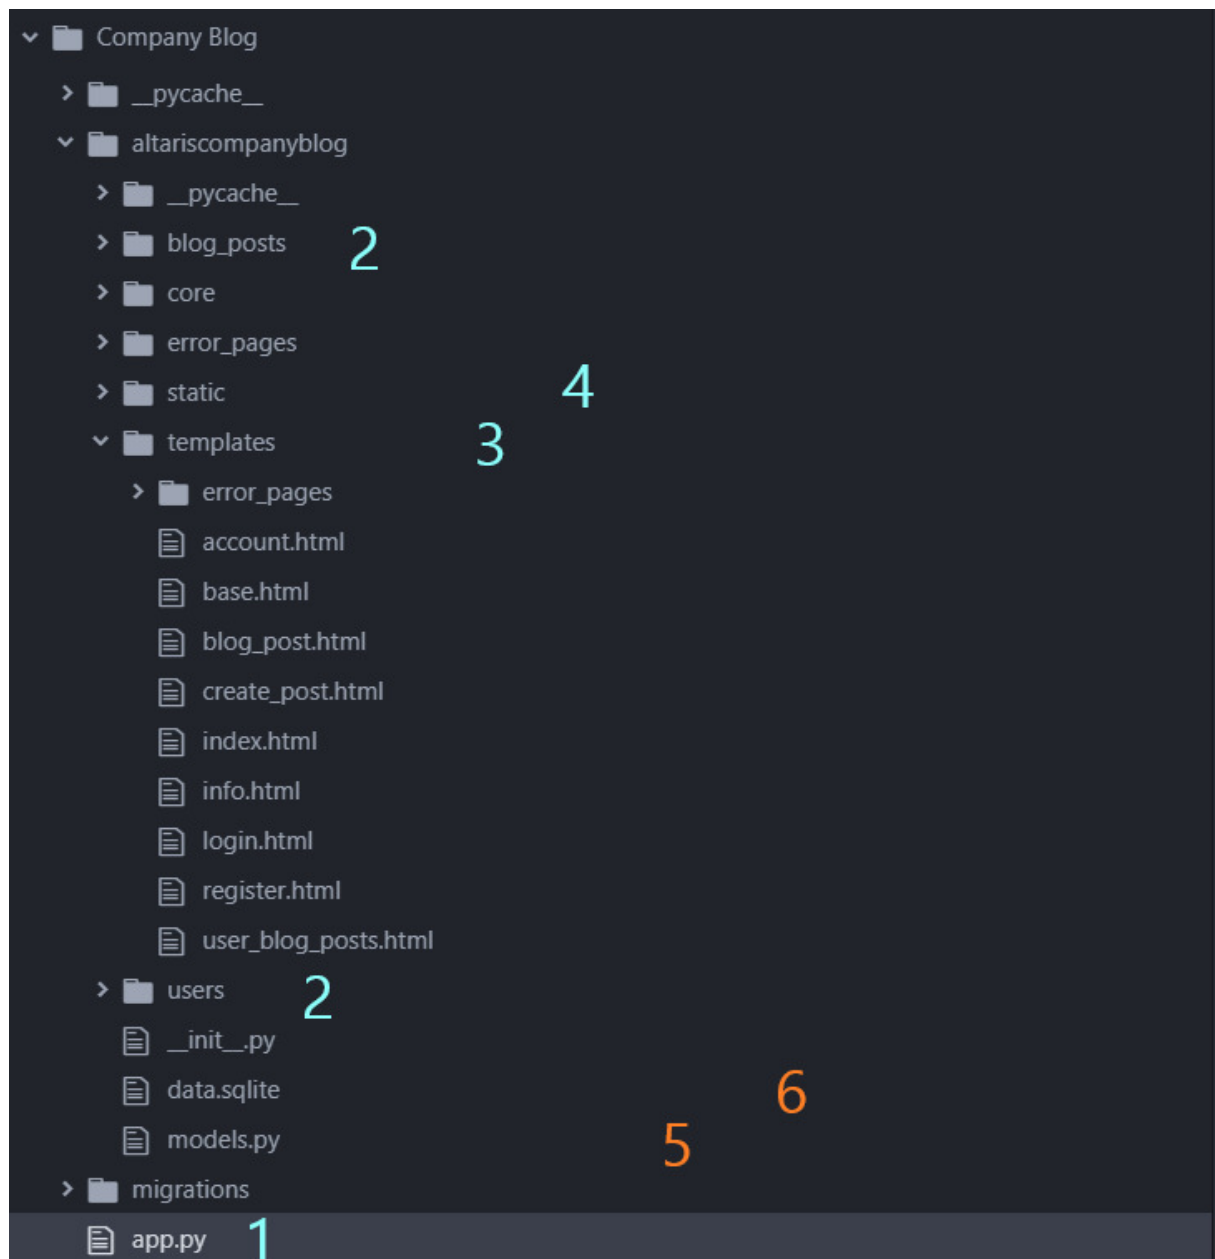 Company Blog
__pycache__
altariscompanyblog
__pycache__
blog_posts 2
core
error_pages
static 4
templates 3
error_pages
account.html
base.html
blog_post.html
create_post.html
index.html
info.html
login.html
register.html
user_blog_posts.html
users 2
__init__.py
data.sqlite 6
models.py 5
migrations
app.py 1